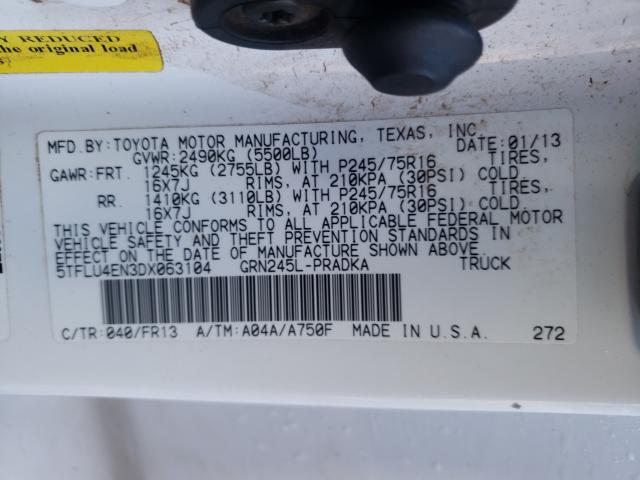 Y REDUCED
the original load
MFD.BY:TOYOTA MOTOR MANUFACTURING, TEXAS, INC. DATE:01/13
GVWR:2490KG (5500LB)
GAWR:FRT. 1245KG (2755LB) WITH P245/75R16 TIRES,
16X7J RIMS, AT 210KPA (30PSI) COLD.
RR. 1410KG (3110LB) WITH P245/75R16 TIRES,
16X7J RIMS, AT 210KPA (30PSI) COLD.
THIS VEHICLE CONFORMS TO ALL APPLICABLE FEDERAL MOTOR
VEHICLE SAFETY AND THEFT PREVENTION STANDARDS IN
EFFECT ON THE DATE OF MANUFACTURE SHOWN ABOVE.
5TFLU4EN3DX063104 GRN245L-PRADKA TRUCK
C/TR:040/FR13 A/TM:A04A/A750F MADE IN U.S.A. 272